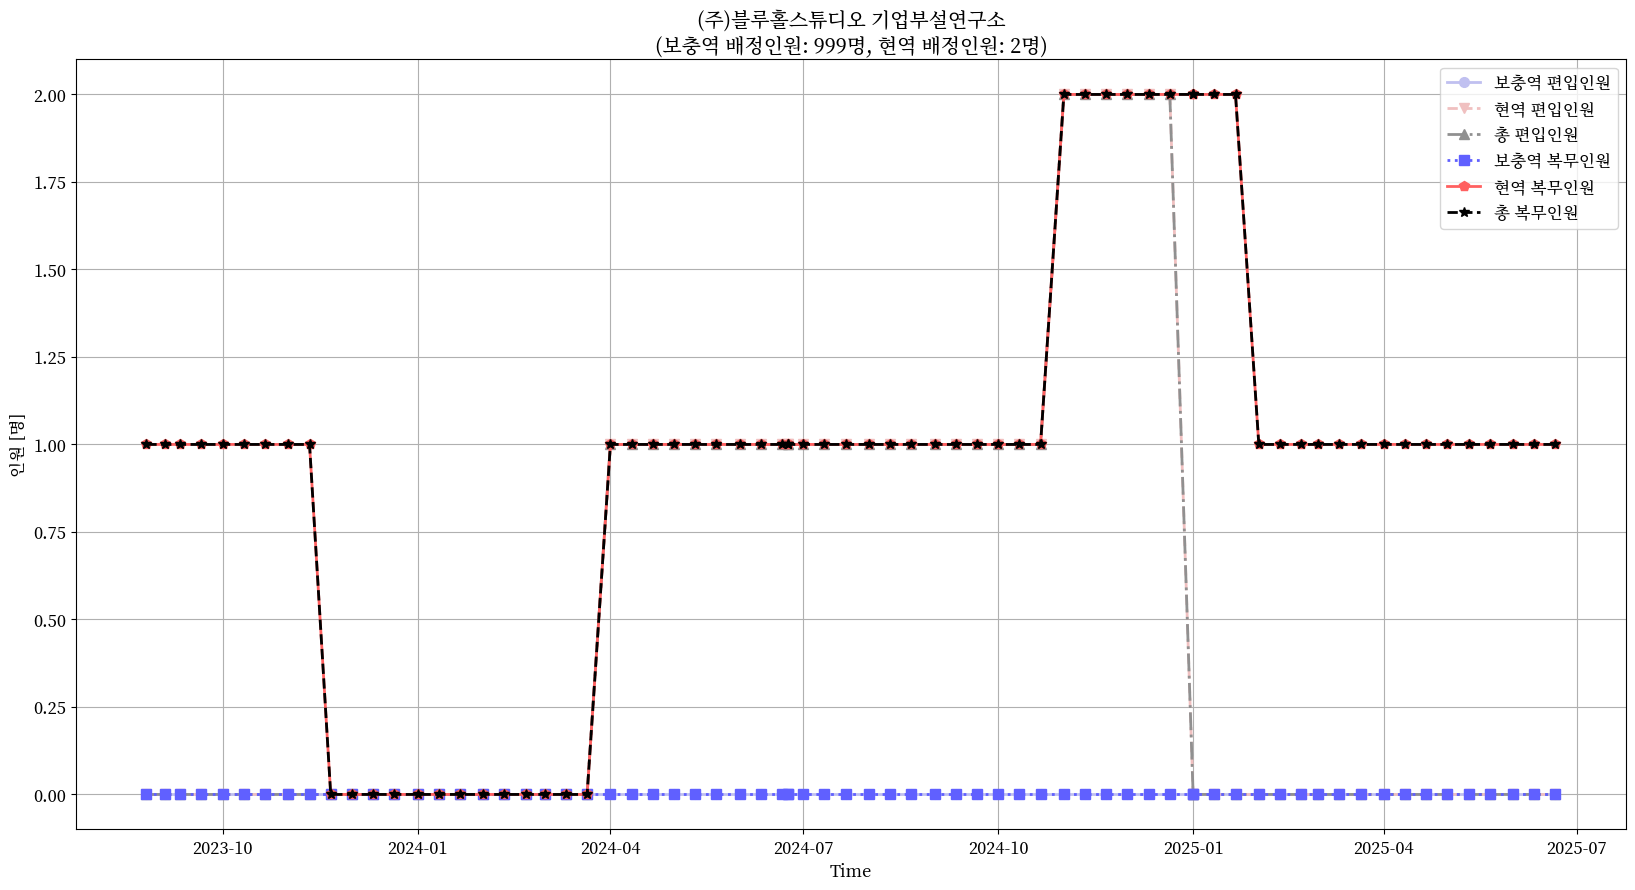 (주)블루홀스튜디오 기업부설연구소
(보충역 배정인원: 999명, 현역 배정인원: 2명)
인원 [명]
2.00
1.75
1.50
1.25
1.00
0.75
0.50
0.25
0.00
보충역 편입인원
현역 편입인원
총 편입인원
보충역 복무인원
현역 복무인원
총 복무인원
2023-10
2024-01
2024-04
2024-07
2024-10
2025-01
2025-04
2025-07
Time